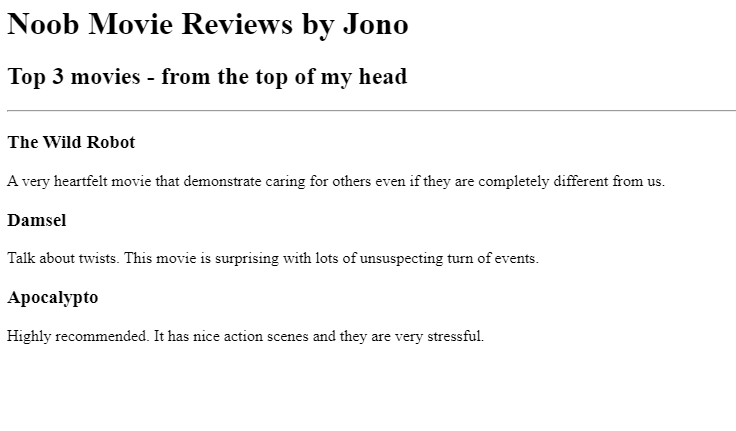 Noob Movie Reviews by Jono
Top 3 movies - from the top of my head
The Wild Robot
A very heartfelt movie that demonstrate caring for others even if they are completely different from us.
Damsel
Talk about twists. This movie is surprising with lots of unsuspecting turn of events.
Apocalypto
Highly recommended. It has nice action scenes and they are very stressful.